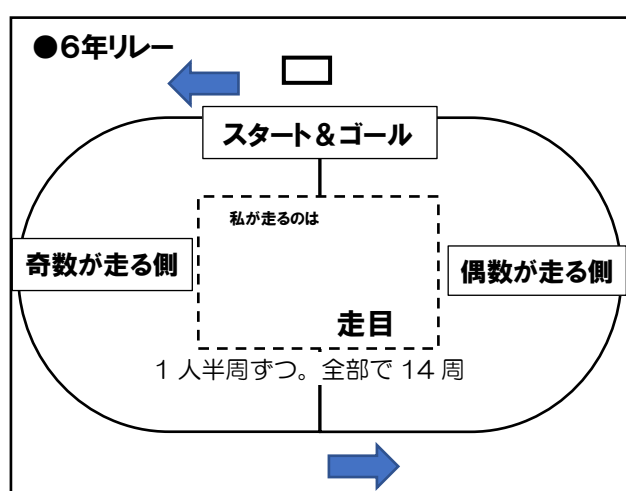 ●6年リレー
スタート＆ゴール
私が走るのは
奇数が走る側
偶数が走る側
走目
1 人半周ずつ。全部で 14 周